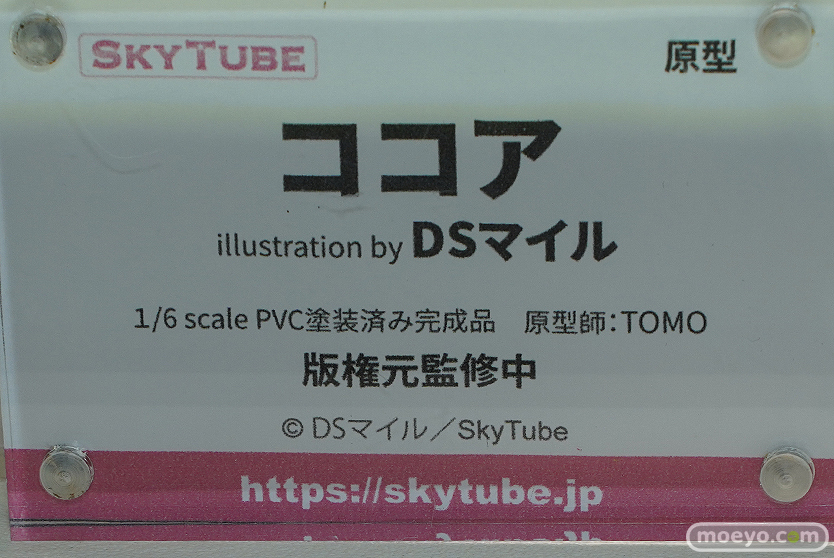 SKYTUBE
原型
ココア
illustration by DSマイル
1/6 scale PVC塗装済み完成品　原型師：TOMO
版権元監修中
© DSマイル／SkyTube
https://skytube.jp
moeyo.com